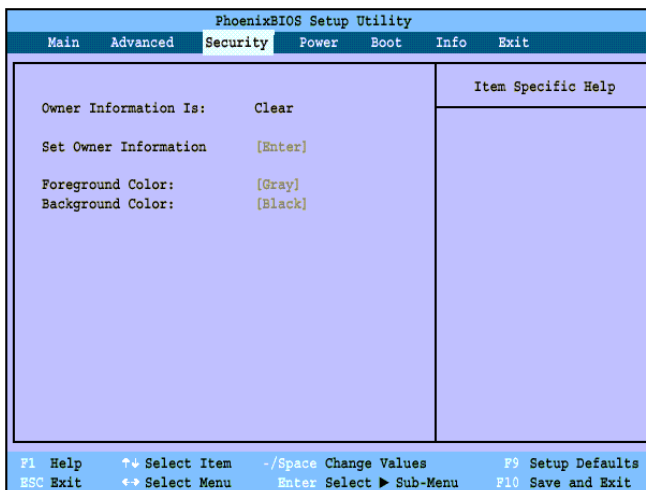 PhoenixBIOS Setup Utility
Main Advanced Security Power Boot Info Exit
Item Specific Help
Owner Information Is: Clear
Set Owner Information [Enter]
Foreground Color: [Gray]
Background Color: [Black]
F1 Help ↑↓ Select Item -/Space Change Values F9 Setup Defaults
ESC Exit ←→ Select Menu Enter Select ▶ Sub-Menu F10 Save and Exit